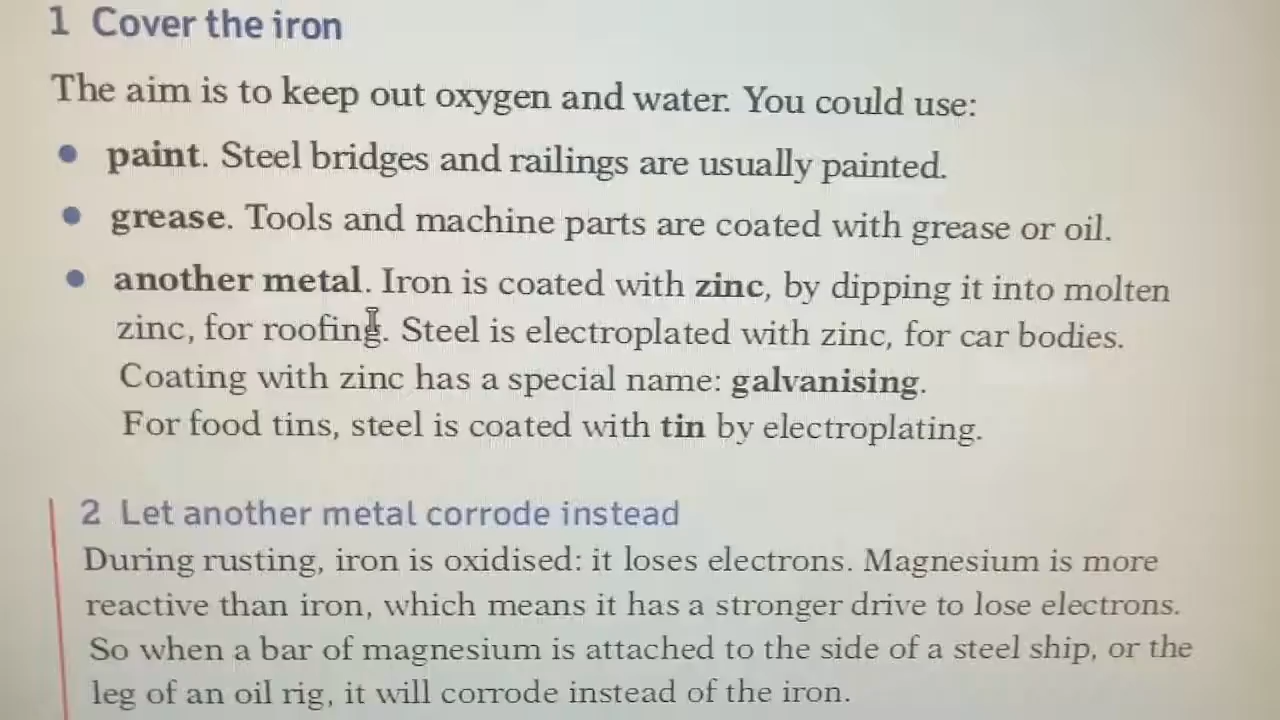 1 Cover the iron
The aim is to keep out oxygen and water. You could use:
• paint. Steel bridges and railings are usually painted.
• grease. Tools and machine parts are coated with grease or oil.
• another metal. Iron is coated with zinc, by dipping it into molten
zinc, for roofing. Steel is electroplated with zinc, for car bodies.
Coating with zinc has a special name: galvanising.
For food tins, steel is coated with tin by electroplating.
2 Let another metal corrode instead
During rusting, iron is oxidised: it loses electrons. Magnesium is more
reactive than iron, which means it has a stronger drive to lose electrons.
So when a bar of magnesium is attached to the side of a steel ship, or the
leg of an oil rig, it will corrode instead of the iron.